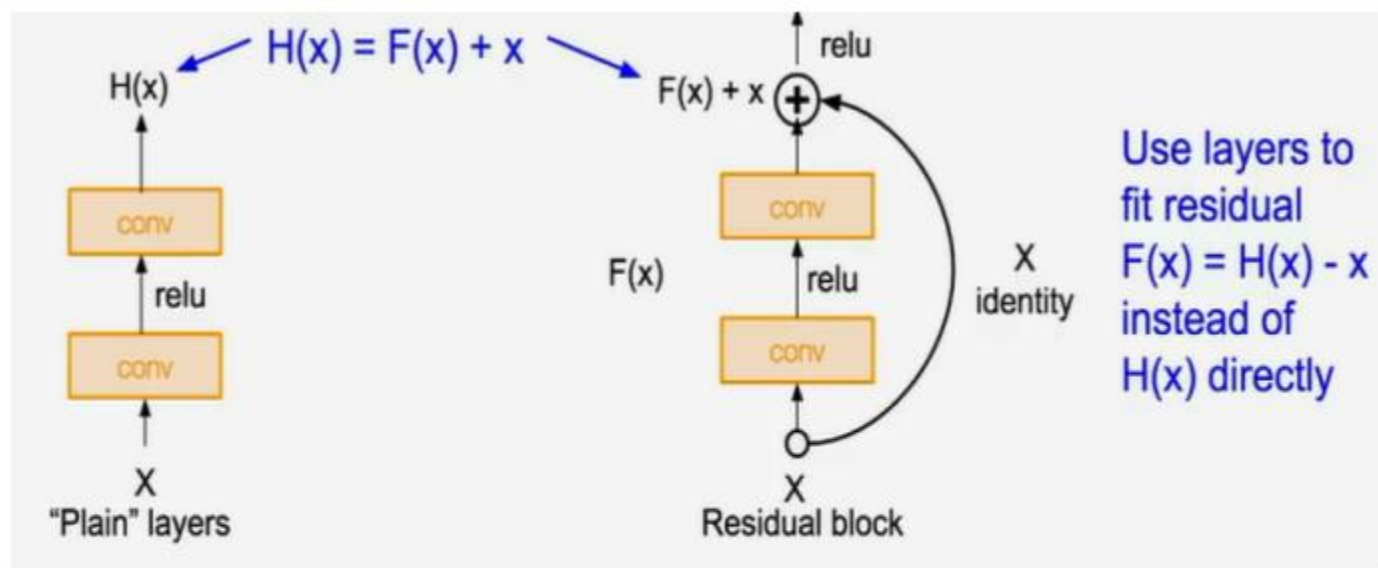 H(x) = F(x) + x
H(x)
conv
relu
conv
X
“Plain” layers
relu
F(x) + x
+
conv
F(x)
relu
conv
X
identity
X
Residual block
Use layers to
fit residual
F(x) = H(x) - x
instead of
H(x) directly